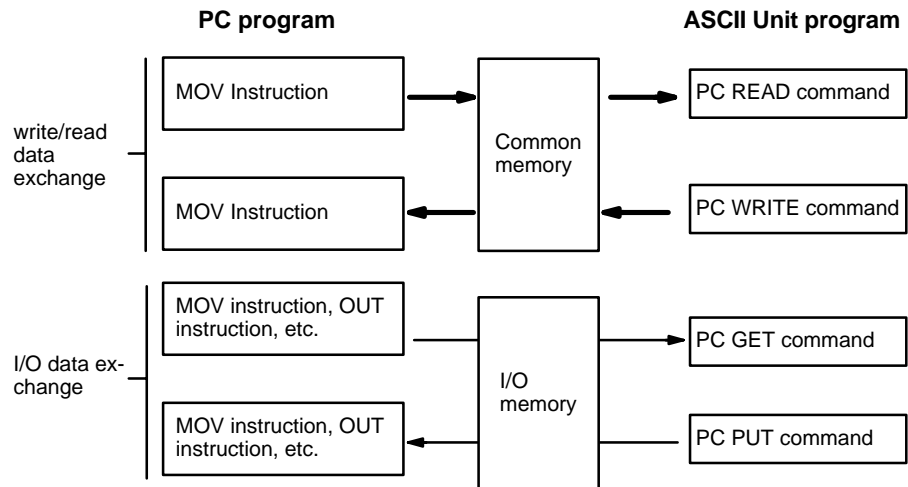 PC program
ASCII Unit program
write/read
data
exchange
MOV Instruction
Common
memory
PC READ command
MOV Instruction
PC WRITE command
I/O data ex-
change
MOV instruction, OUT
instruction, etc.
I/O
memory
PC GET command
MOV instruction, OUT
instruction, etc.
PC PUT command